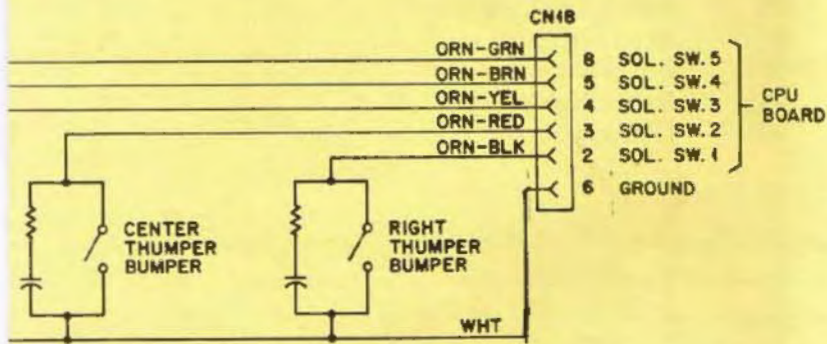 CN18
ORN-GRN 8 SOL. SW. 5
ORN-BRN 5 SOL. SW. 4
ORN-YEL 4 SOL. SW. 3
ORN-RED 3 SOL. SW. 2
ORN-BLK 2 SOL. SW. 1
6 GROUND
CPU
BOARD
CENTER
THUMPER
BUMPER
RIGHT
THUMPER
BUMPER
WHT